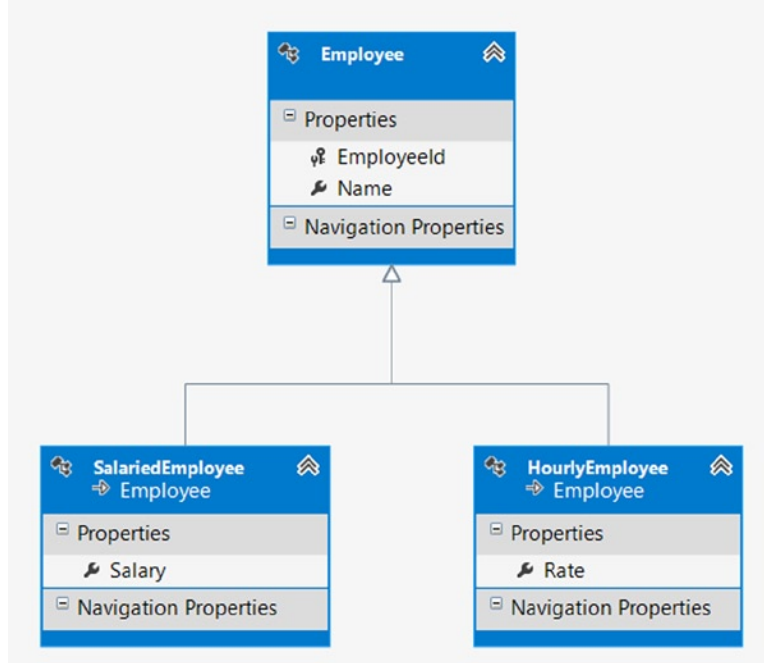 Employee
Properties
EmployeeId
Name
Navigation Properties
SalariedEmployee
Employee
Properties
Salary
Navigation Properties
HourlyEmployee
Employee
Properties
Rate
Navigation Properties